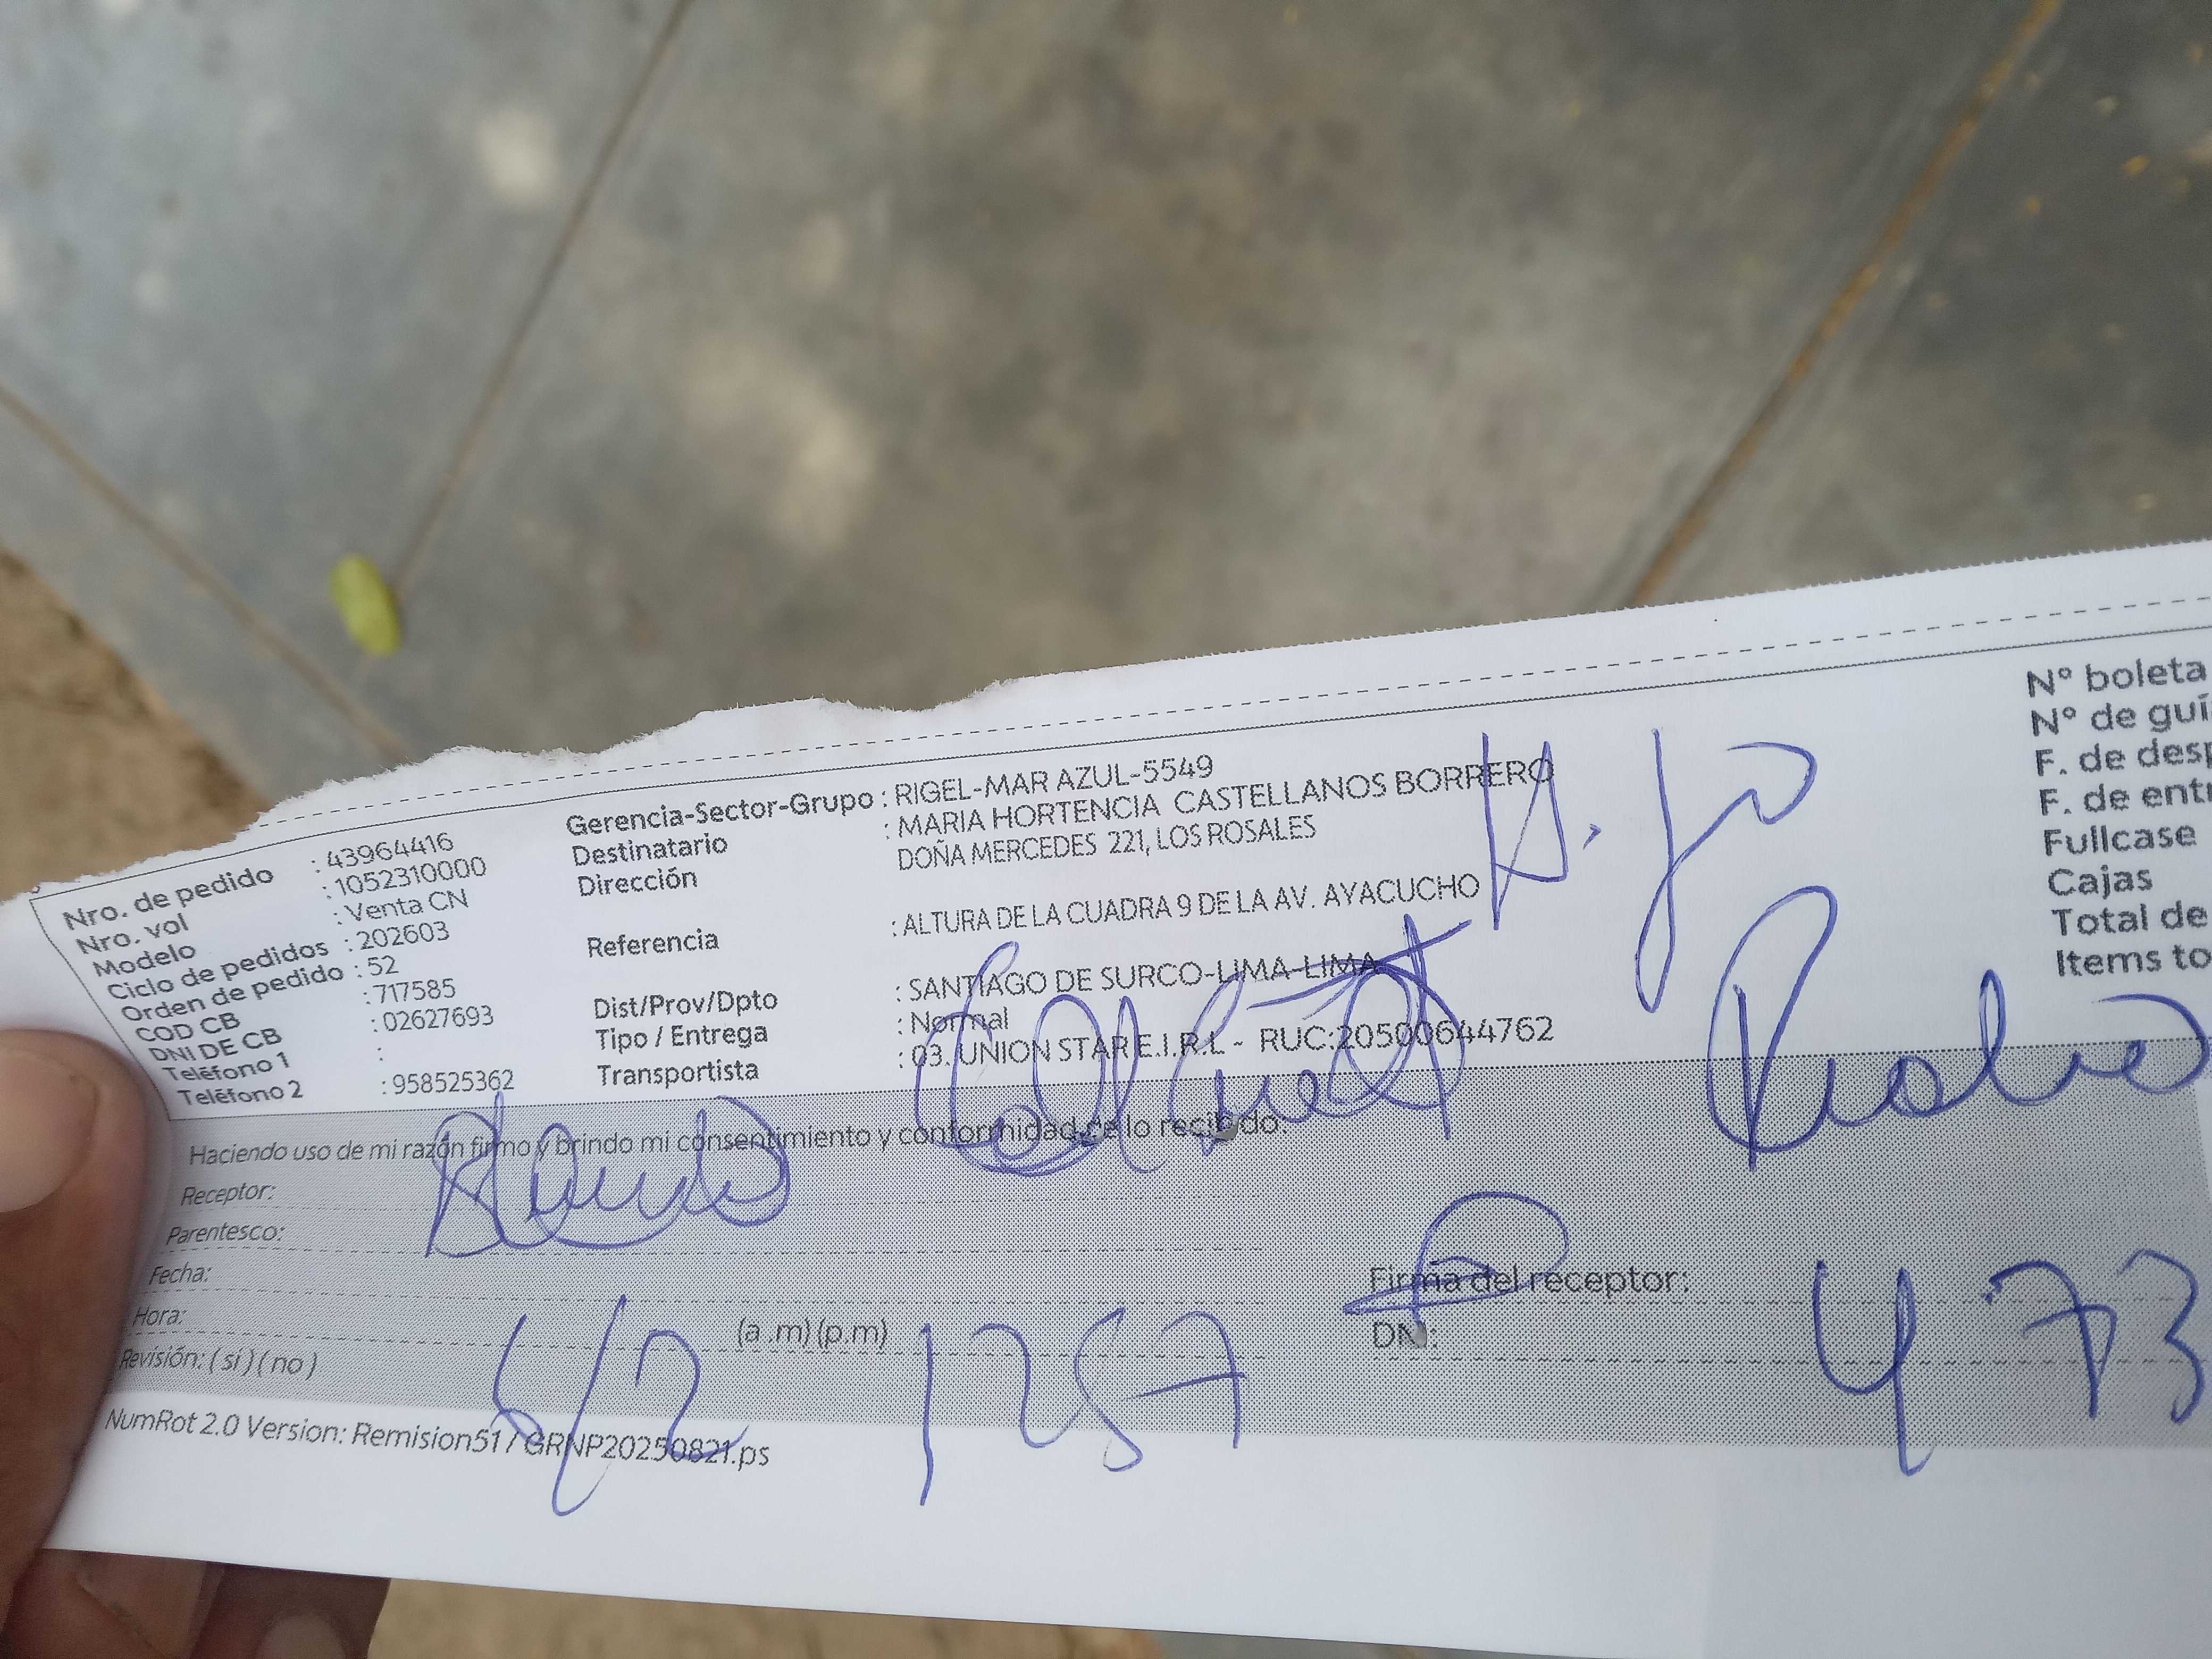 Nro. de pedido : 43964416
Nro. vol : 1052310000
Modelo : Venta CN
Ciclo de pedidos : 202603
Orden de pedido : 52
COD CB : 717585
DNI DE CB : 02627693
Teléfono 1 :
Teléfono 2 : 958525362
Gerencia-Sector-Grupo : RIGEL-MAR AZUL-5549
Destinatario : MARIA HORTENCIA CASTELLANOS BORRERO
Dirección DOÑA MERCEDES 221, LOS ROSALES
Referencia : ALTURA DE LA CUADRA 9 DE LA AV. AYACUCHO
Dist/Prov/Dpto : SANTIAGO DE SURCO-LIMA-LIMA
Tipo / Entrega : Normal
Transportista : 03. UNION STAR E.I.R.L - RUC:20500644762
N° boleta
N° de guí
F. de desp
F. de entr
Fullcase
Cajas
Total de
Items to
Haciendo uso de mi razón firmo y brindo mi consentimiento y conformidad de lo recibido.
Receptor:
Parentesco:
Fecha:
Hora: (a .m) (p.m)
Revisión: ( si ) ( no )
Firma del receptor:
DNI:
6/2 1257 473
NumRot 2.0 Version: Remision51 / GRNP20250821.ps